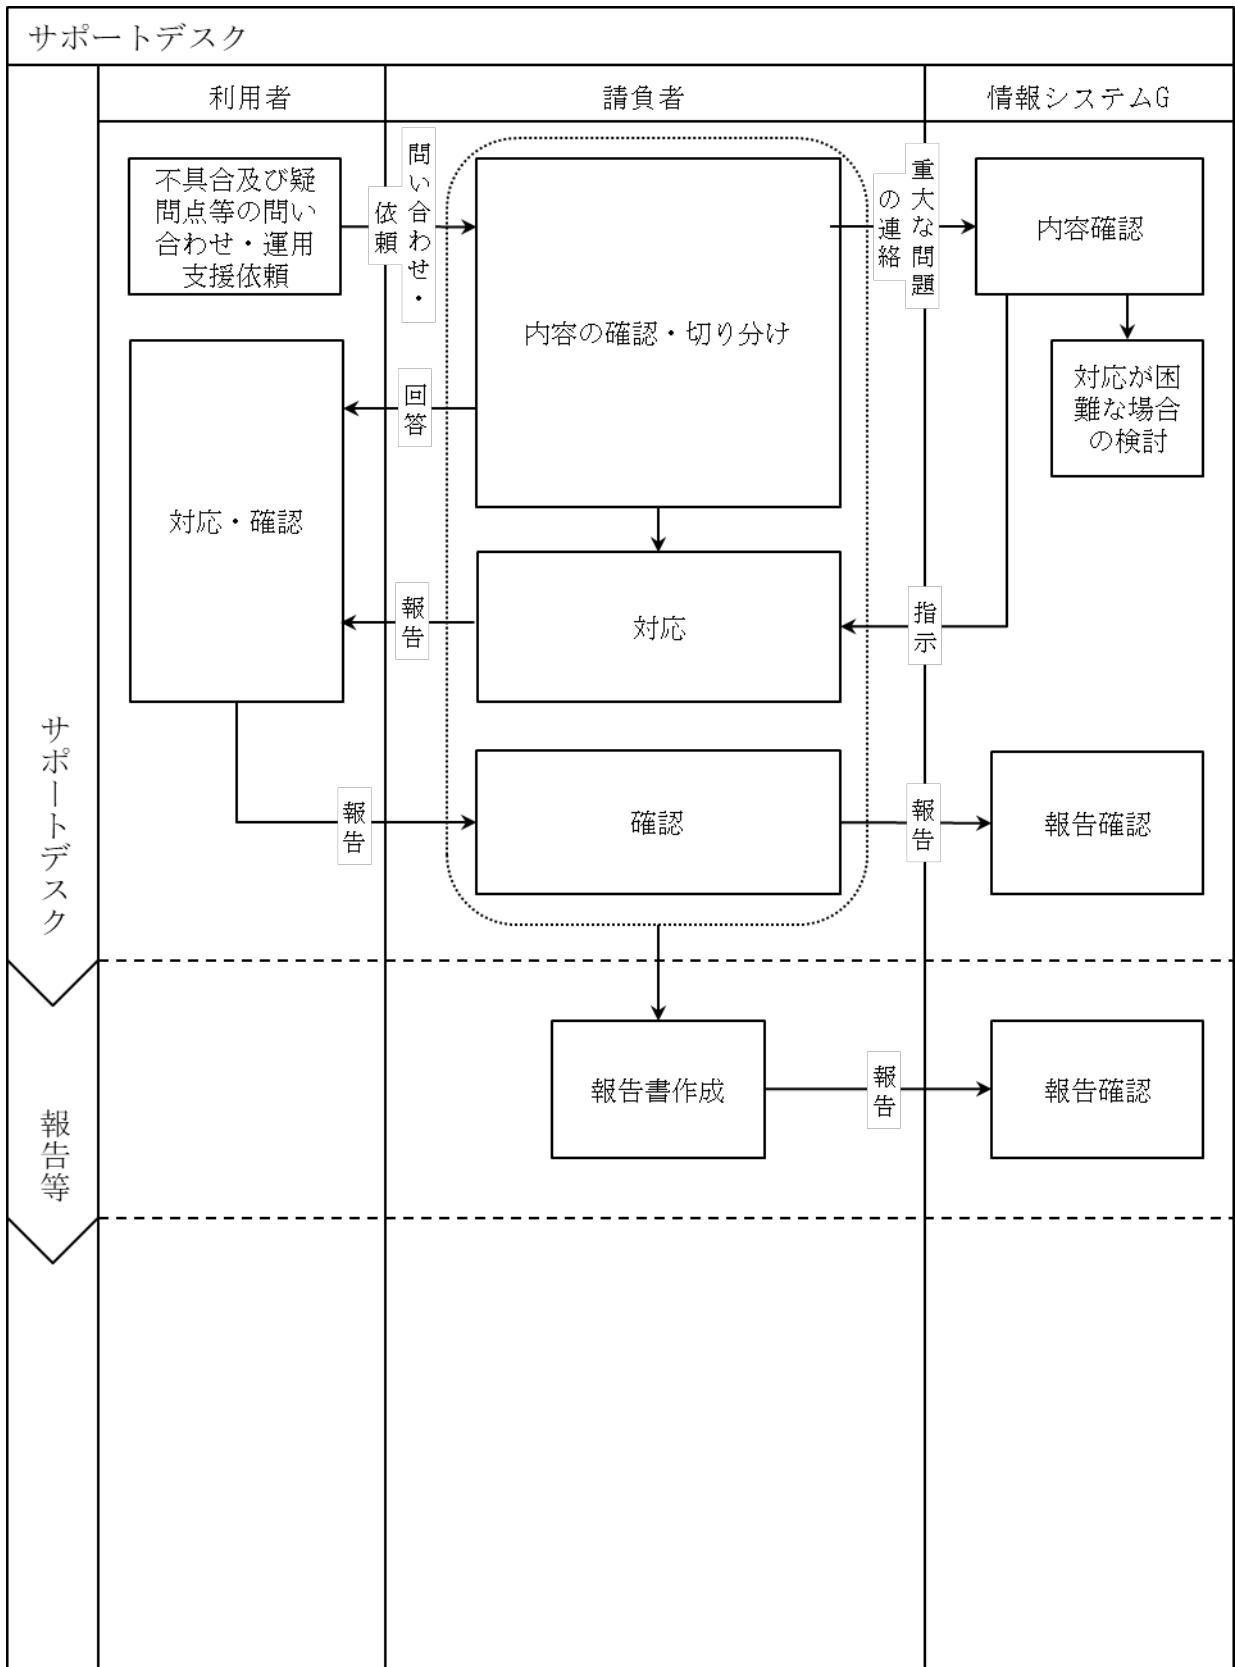 サポートデスク
利用者
請負者
情報システムG
不具合及び疑
問点等の問い
合わせ・運用
支援依頼
問い合わせ・
依頼
内容の確認・切り分け
重大な問題
の連絡
内容確認
対応が困
難な場合
の検討
回答
対応・確認
対応
報告
指示
報告
確認
報告
報告確認
サポートデスク
報告書作成
報告
報告確認
報告等